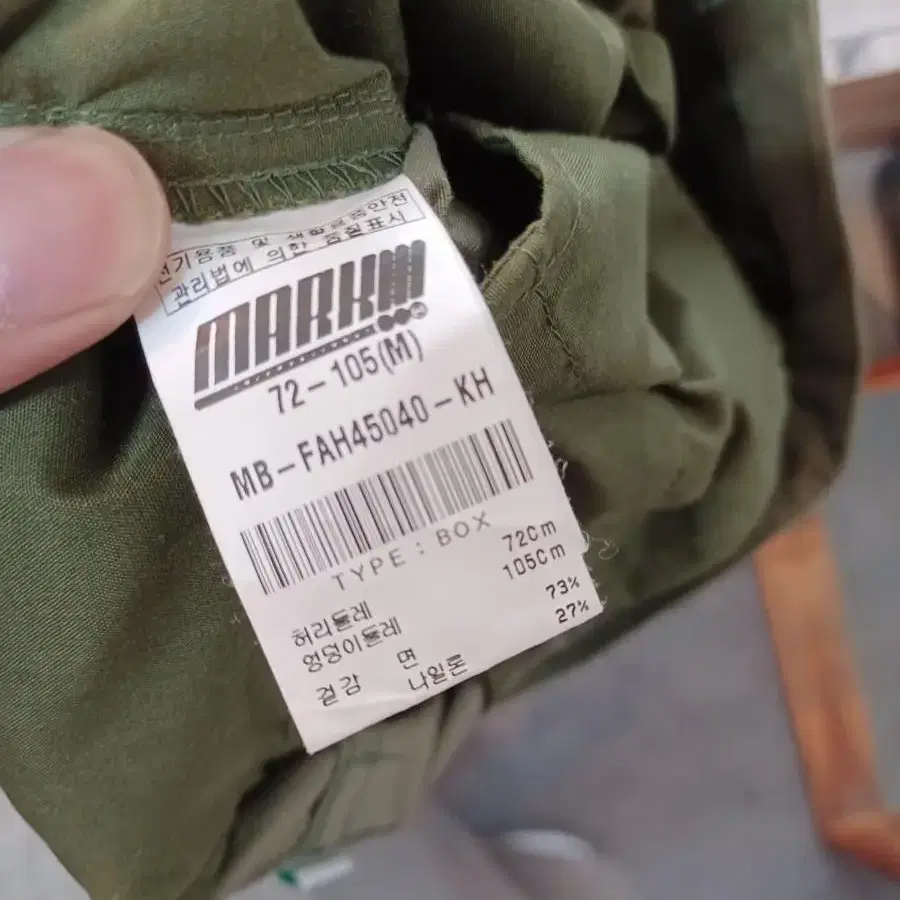 전기용품 및 생활용품안전
관리법에 의한 품질표시
MARKM
72-105(M)
MB-FAH45040-KH
TYPE : BOX
허리둘레 72Cm
엉덩이둘레 105Cm
겉감 면 73%
나일론 27%